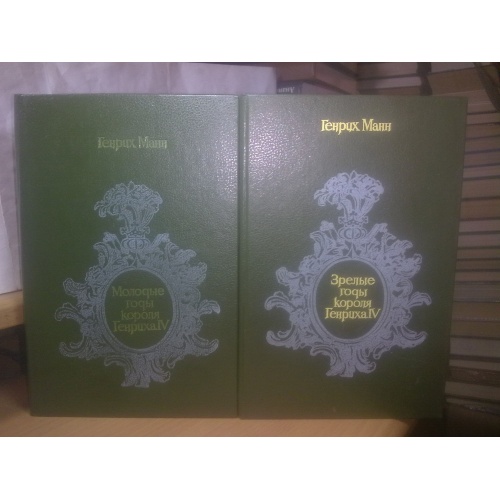 Генрих Манн
Молодые
годы
короля
Генриха IV
Генрих Манн
Зрелые
годы
короля
Генриха IV